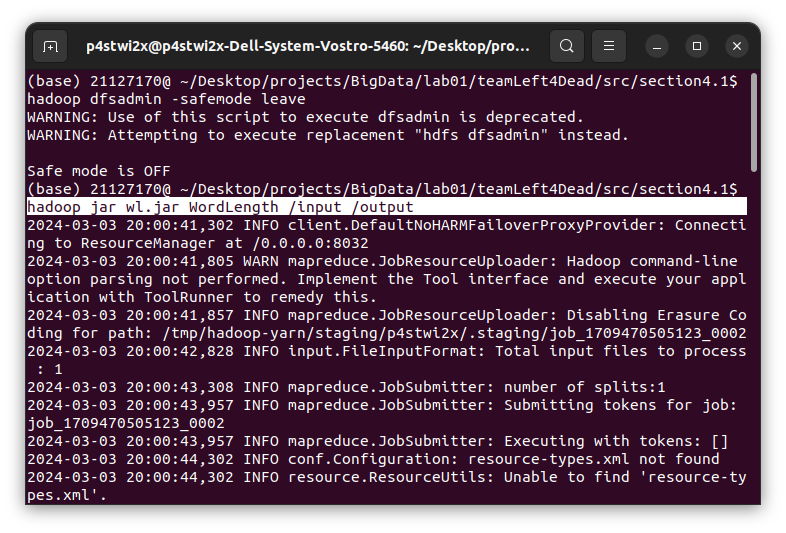 p4stwi2x@p4stwi2x-Dell-System-Vostro-5460: ~/Desktop/pro...
(base) 21127170@ ~/Desktop/projects/BigData/lab01/teamLeft4Dead/src/section4.1$
hadoop dfsadmin -safemode leave
WARNING: Use of this script to execute dfsadmin is deprecated.
WARNING: Attempting to execute replacement "hdfs dfsadmin" instead.
Safe mode is OFF
(base) 21127170@ ~/Desktop/projects/BigData/lab01/teamLeft4Dead/src/section4.1$
hadoop jar wl.jar WordLength /input /output
2024-03-03 20:00:41,302 INFO client.DefaultNoHARMFailoverProxyProvider: Connecti
ng to ResourceManager at /0.0.0.0:8032
2024-03-03 20:00:41,805 WARN mapreduce.JobResourceUploader: Hadoop command-line
option parsing not performed. Implement the Tool interface and execute your appl
ication with ToolRunner to remedy this.
2024-03-03 20:00:41,857 INFO mapreduce.JobResourceUploader: Disabling Erasure Co
ding for path: /tmp/hadoop-yarn/staging/p4stwi2x/.staging/job_1709470505123_0002
2024-03-03 20:00:42,828 INFO input.FileInputFormat: Total input files to process
 : 1
2024-03-03 20:00:43,308 INFO mapreduce.JobSubmitter: number of splits:1
2024-03-03 20:00:43,957 INFO mapreduce.JobSubmitter: Submitting tokens for job:
job_1709470505123_0002
2024-03-03 20:00:43,957 INFO mapreduce.JobSubmitter: Executing with tokens: []
2024-03-03 20:00:44,302 INFO conf.Configuration: resource-types.xml not found
2024-03-03 20:00:44,302 INFO resource.ResourceUtils: Unable to find 'resource-ty
pes.xml'.